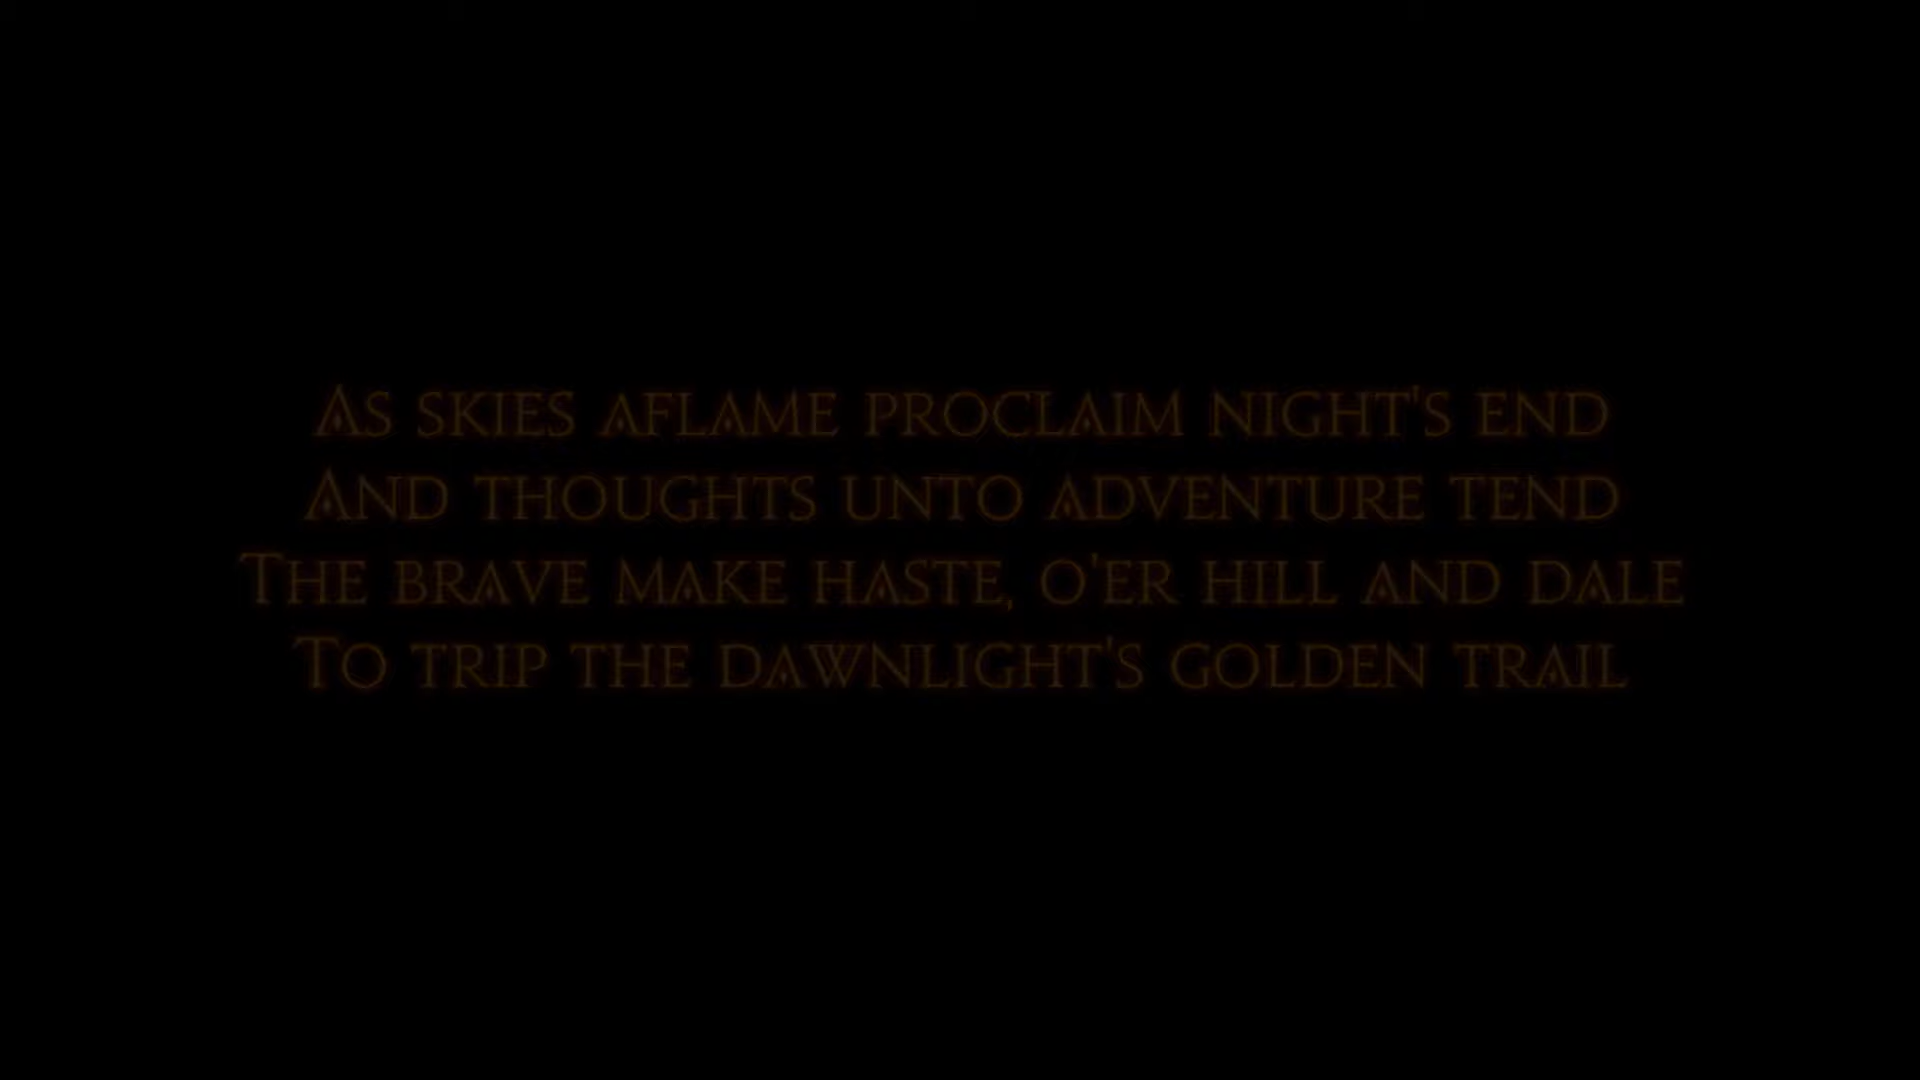 As skies aflame proclaim night's end
And thoughts unto adventure tend
The brave make haste, o'er hill and dale
To trip the dawnlight's golden trail